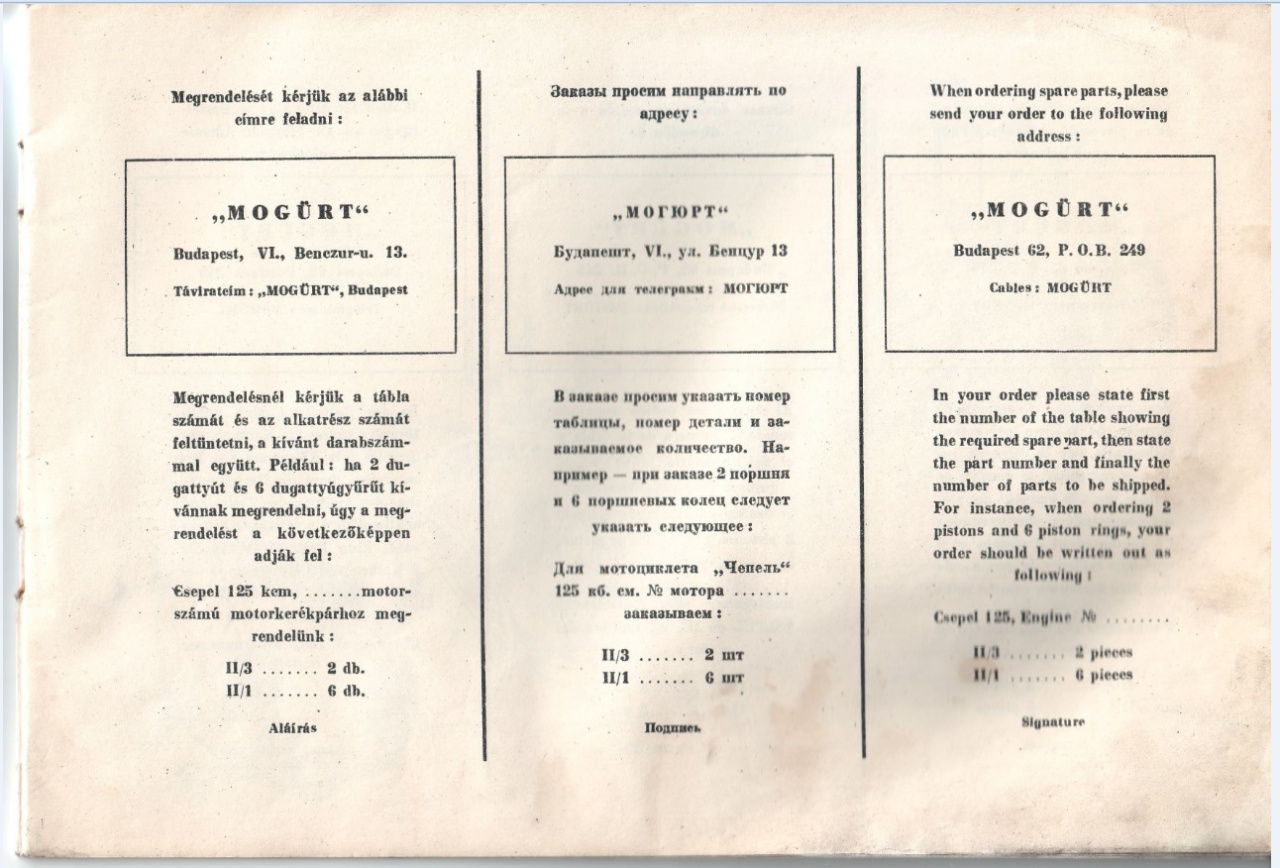 Megrendelését kérjük az alábbi
címre feladni :
„MOGÜRT“
Budapest, VI., Benczur-u. 13.
Távirateim : „MOGÜRT“, Budapest
Megrendelésnél kérjük a tábla
számát és az alkatrész számát
feltüntetni, a kívánt darabszám-
mal együtt. Például : ha 2 du-
gattyút és 6 dugattyúgyűrűt kí-
vánnak megrendelni, úgy a meg-
rendelést a következőképpen
adják fel :
Csepel 125 kcm, .......motor-
számú motorkerékpárhoz meg-
rendelünk :
II/3 ....... 2 db.
II/1 ....... 6 db.
Aláírás
Заказы просим направлять по
адресу :
„МОГЮРТ“
Будапешт, VI., ул. Бенцур 13
Адрес для телеграмм : МОГЮРТ
В заказе просим указать номер
таблицы, номер детали и за-
казываемое количество. На-
пример — при заказе 2 поршня
и 6 поршневых колец следует
указать следующее :
Для мотоциклета „Чепель“
125 кб. см. № мотора .......
заказываем :
II/3 ....... 2 шт
II/1 ....... 6 шт
Подпись
When ordering spare parts, please
send your order to the following
address :
„MOGÜRT“
Budapest 62, P. O. B. 249
Cables : MOGÜRT
In your order please state first
the number of the table showing
the required spare part, then state
the part number and finally the
number of parts to be shipped.
For instance, when ordering 2
pistons and 6 piston rings, your
order should be written out as
following :
Csepel 125, Engine № ........
II/3 ....... 2 pieces
II/1 ....... 6 pieces
Signature